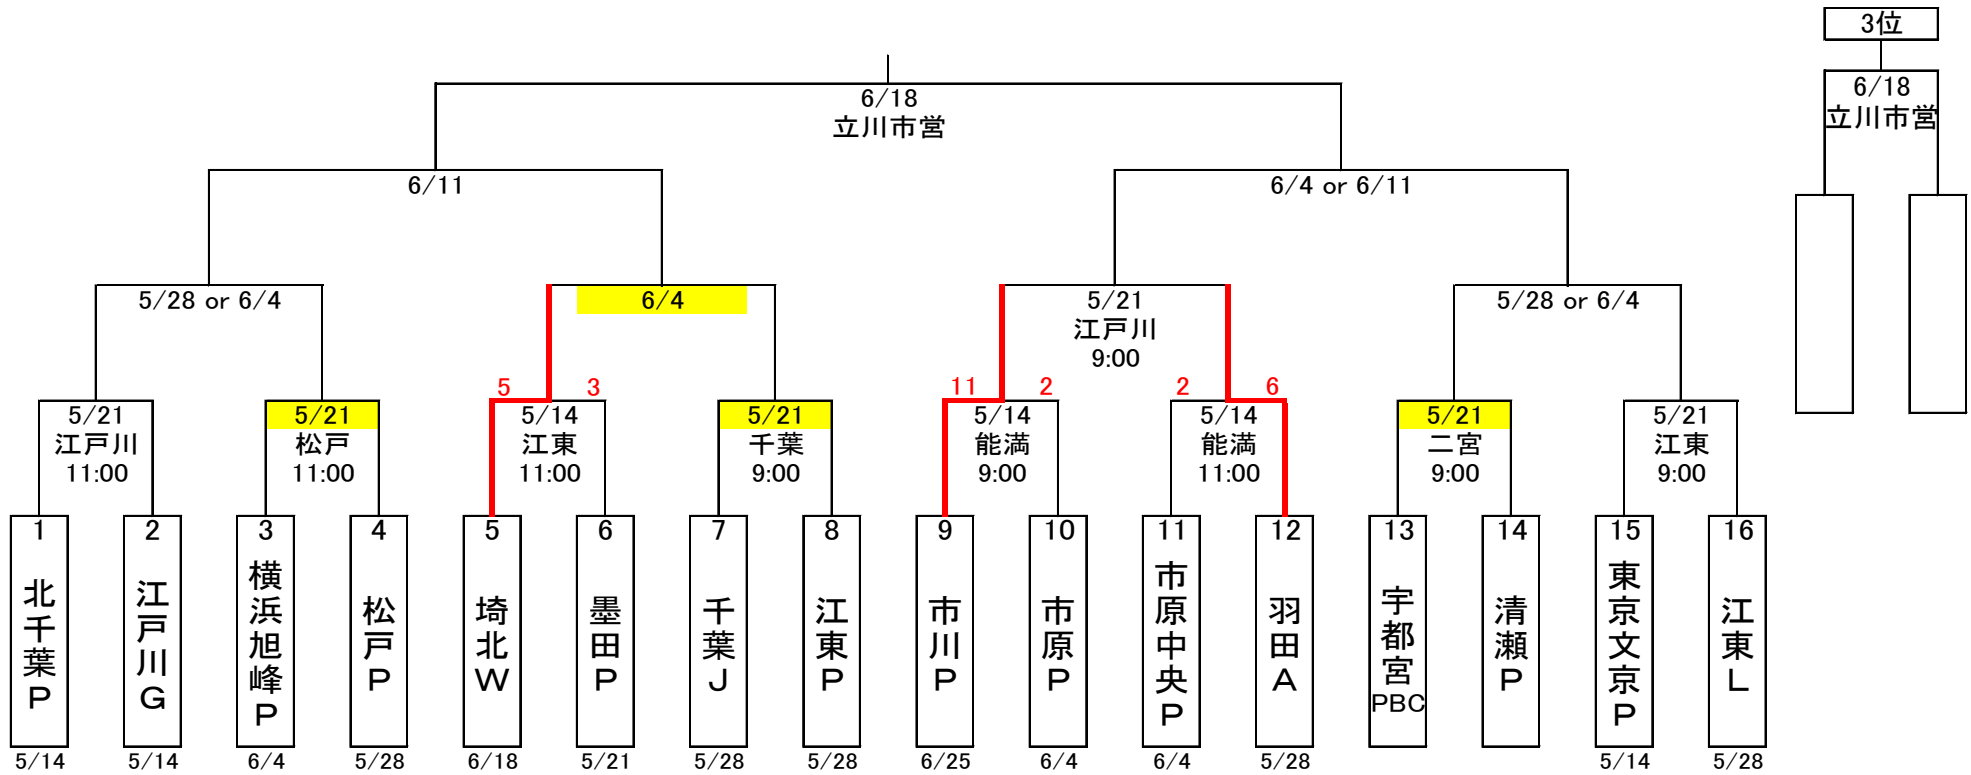 3位
6/18
立川市営
6/18
立川市営
6/11
6/4 or 6/11
5/28 or 6/4
6/4
5/21
江戸川
9:00
5/28 or 6/4
5 3
11 2
2 6
5/21
江戸川
11:00
5/21
松戸
11:00
5/14
江東
11:00
5/21
千葉
9:00
5/14
能満
9:00
5/14
能満
11:00
5/21
二宮
9:00
5/21
江東
9:00
1
北千葉P
5/14
2
江戸川G
5/14
3
横浜旭峰P
6/4
4
松戸P
5/28
5
埼北W
6/18
6
墨田P
5/21
7
千葉J
5/28
8
江東P
5/28
9
市川P
6/25
10
市原P
6/4
11
市原中央P
6/4
12
羽田A
5/28
13
宇都宮
PBC
14
清瀬P
15
東京文京P
5/14
16
江東L
5/28